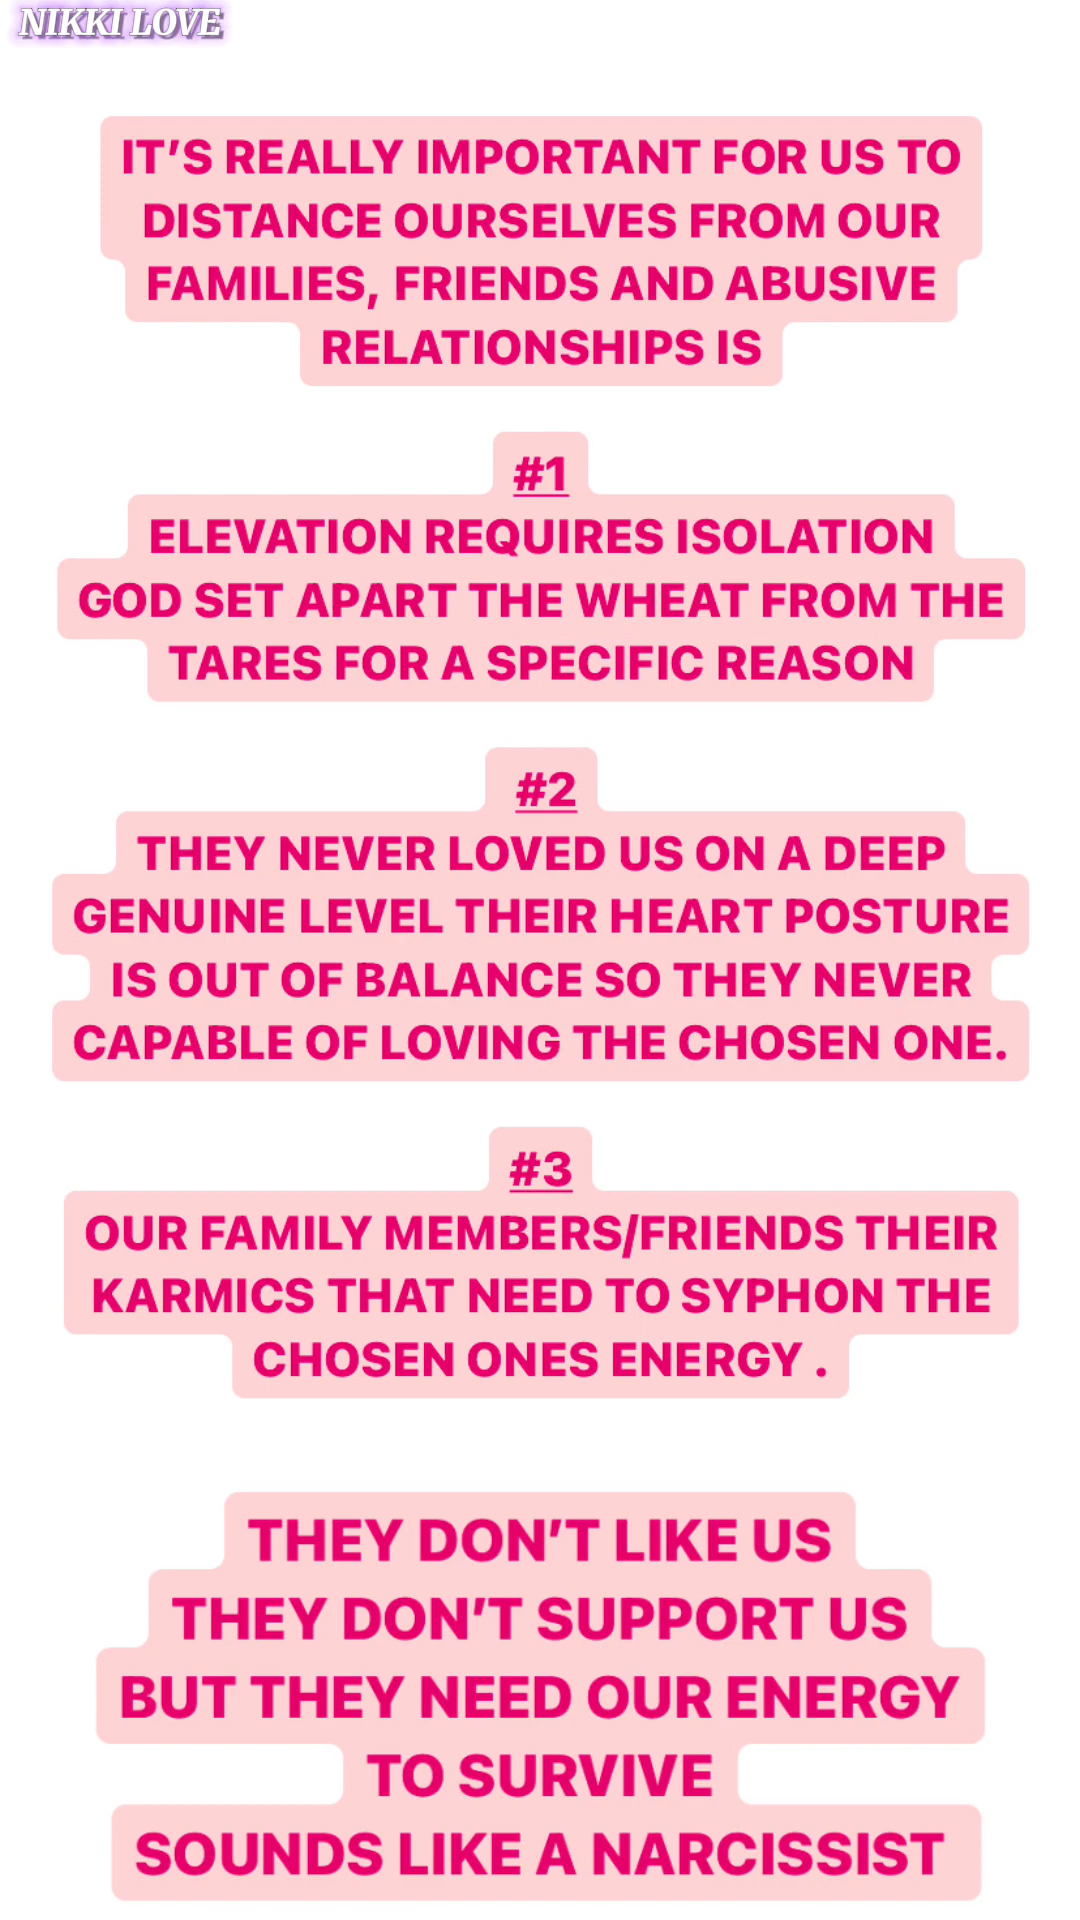 NIKKI LOVE
IT’S REALLY IMPORTANT FOR US TO
DISTANCE OURSELVES FROM OUR
FAMILIES, FRIENDS AND ABUSIVE
RELATIONSHIPS IS
#1
ELEVATION REQUIRES ISOLATION
GOD SET APART THE WHEAT FROM THE
TARES FOR A SPECIFIC REASON
#2
THEY NEVER LOVED US ON A DEEP
GENUINE LEVEL THEIR HEART POSTURE
IS OUT OF BALANCE SO THEY NEVER
CAPABLE OF LOVING THE CHOSEN ONE.
#3
OUR FAMILY MEMBERS/FRIENDS THEIR
KARMICS THAT NEED TO SYPHON THE
CHOSEN ONES ENERGY .
THEY DON’T LIKE US
THEY DON’T SUPPORT US
BUT THEY NEED OUR ENERGY
TO SURVIVE
SOUNDS LIKE A NARCISSIST